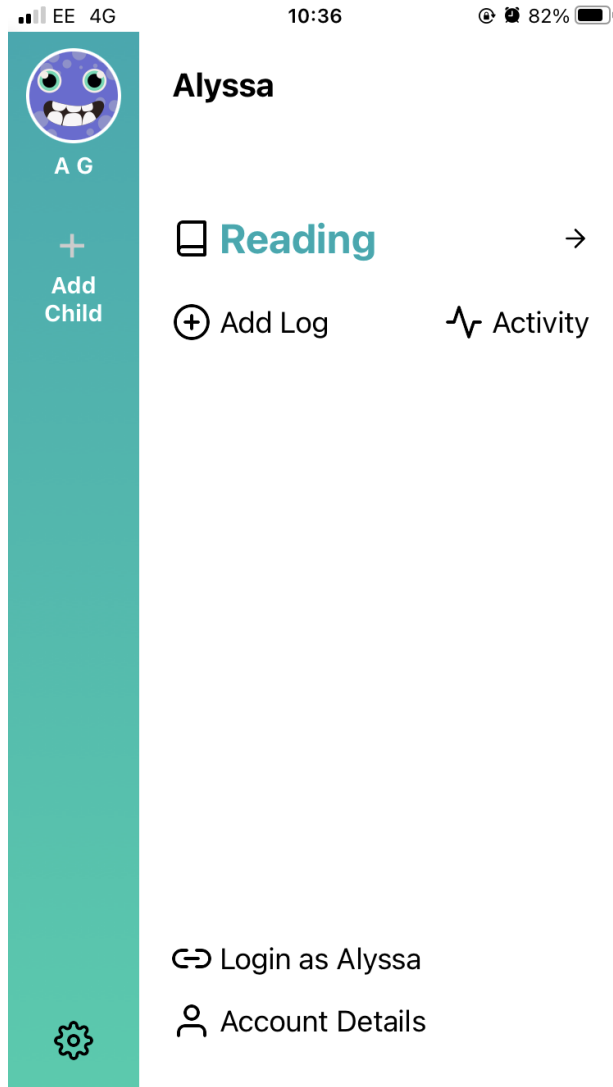 EE 4G 10:36 82%
Alyssa
A G
Add
Child
Reading
Add Log
Activity
Login as Alyssa
Account Details